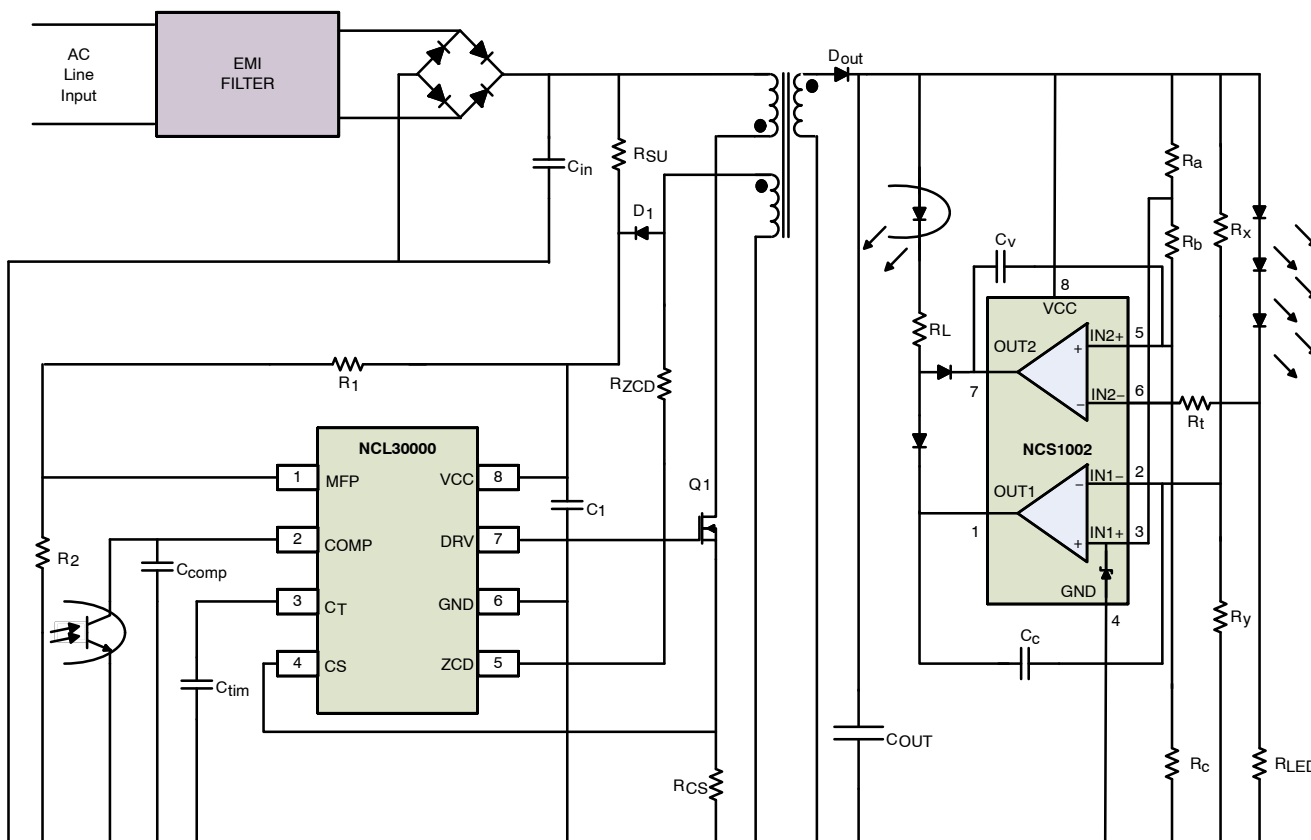 AC
Line
Input
EMI
FILTER
Cin
RSU
D1
Dout
Ra
Rb
Rx
Cv
8
VCC
RL
OUT2
IN2+
5
+
7
IN2−
6
−
Rt
R1
RZCD
NCL30000
NCS1002
1
MFP
VCC
8
C1
Q1
OUT1
IN1−
2
−
1
IN1+
3
+
GND
4
R2
2
COMP
DRV
7
Ccomp
3
CT
GND
6
4
CS
ZCD
5
Ctim
Cc
Ry
COUT
RCS
Rc
RLED